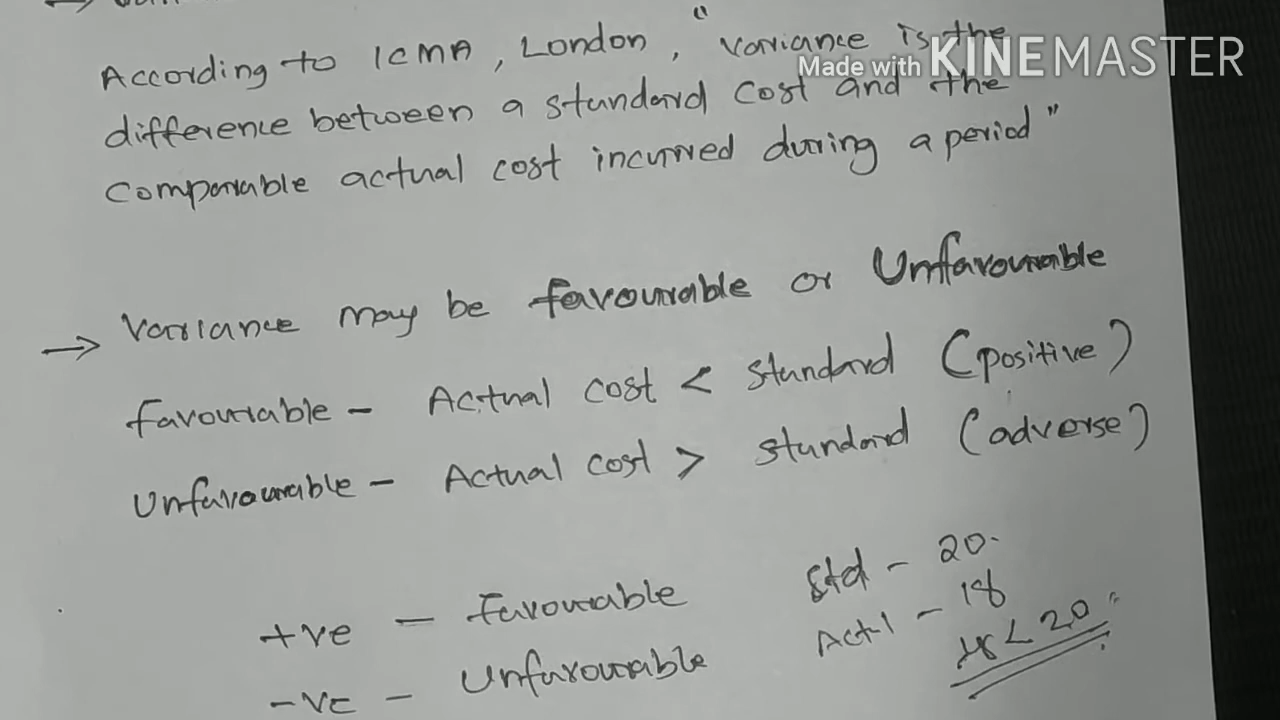 According to ICMA, London, "Variance is the
Made with KINEMASTER
difference between a standard cost and the
comparable actual cost incurred during a period"
→ Variance may be favourable or Unfavourable
favourable - Actual cost < standard (positive)
Unfavourable - Actual cost > standard (adverse)
+ve - favourable
-ve - Unfavourable
Std - 20.
Act1 - 18
18 < 20